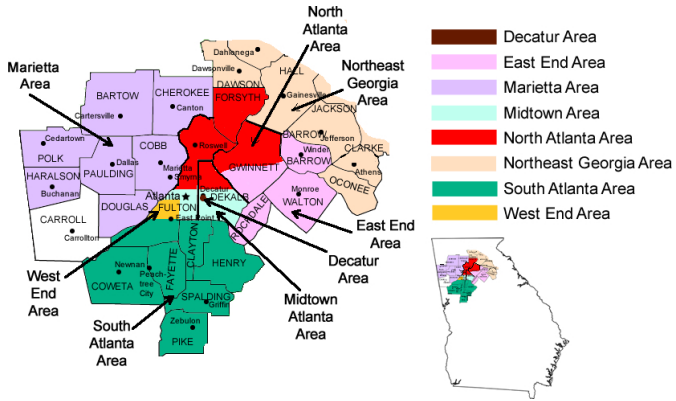 North
Atlanta
Area
Marietta
Area
Northeast
Georgia
Area
Dahlonega
Dawsonville
HALL
DAWSON
FORSYTH
Gainesville
JACKSON
BARTOW
CHEROKEE
Canton
Cartersville
BARROW
Jefferson
Cedartown
POLK
HARALSON
Buchanan
Dallas
PAULDING
COBB
Marietta
Smyrna
Roswell
GWINNETT
Winder
BARROW
CLARKE
Athens
OCONEE
Monroe
WALTON
ROCKDALE
CARROLL
Carrollton
DOUGLAS
Atlanta
Decatur
DEKALB
FULTON
East Point
East End
Area
Decatur
Area
Midtown
Atlanta
Area
West
End
Area
South
Atlanta
Area
Newnan
Peach-
tree
City
COWETA
FAYETTE
CLAYTON
HENRY
SPALDING
Griffin
Zebulon
PIKE
Decatur Area
East End Area
Marietta Area
Midtown Area
North Atlanta Area
Northeast Georgia Area
South Atlanta Area
West End Area